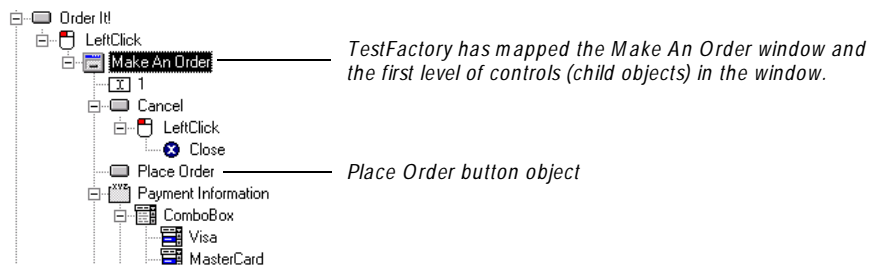 Order It!
LeftClick
Make An Order
TestFactory has mapped the Make An Order window and
the first level of controls (child objects) in the window.
1
Cancel
LeftClick
Close
Place Order
Place Order button object
XYZ
Payment Information
ComboBox
Visa
MasterCard